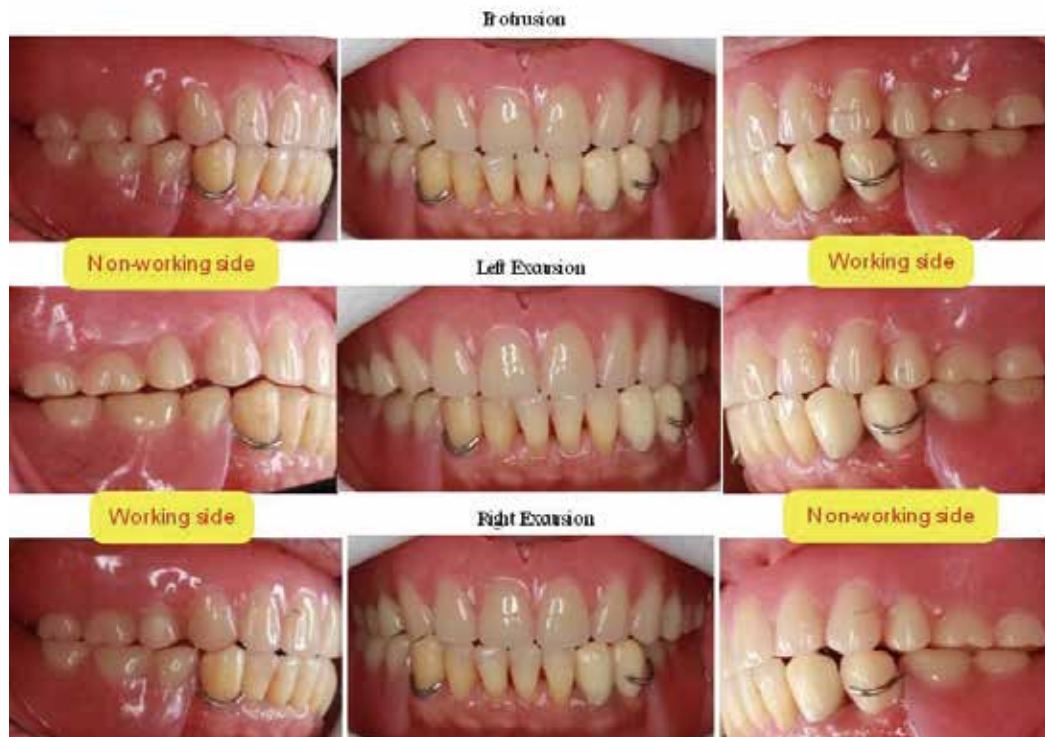 Protrusion
Non-working side
Left Excursion
Working side
Working side
Right Excursion
Non-working side